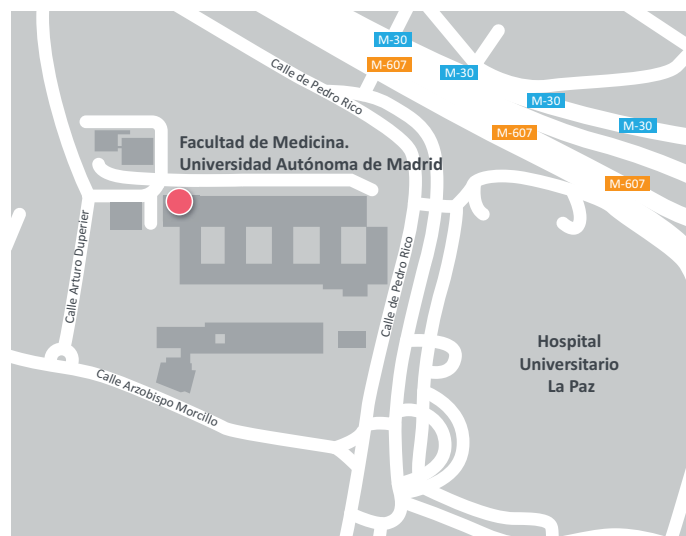 M-30
Calle de Pedro Rico
M-607
M-30
M-30
M-30
M-607
Facultad de Medicina.
Universidad Autónoma de Madrid
M-607
Calle Arturo Duperier
Calle de Pedro Rico
Hospital
Universitario
La Paz
Calle Arzobispo Morcillo